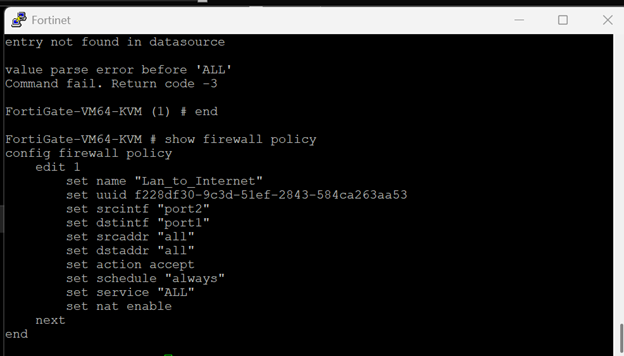 Fortinet
entry not found in datasource
value parse error before 'ALL'
Command fail. Return code -3
FortiGate-VM64-KVM (1) # end
FortiGate-VM64-KVM # show firewall policy
config firewall policy
    edit 1
        set name "Lan_to_Internet"
        set uuid f228df30-9c3d-51ef-2843-584ca263aa53
        set srcintf "port2"
        set dstintf "port1"
        set srcaddr "all"
        set dstaddr "all"
        set action accept
        set schedule "always"
        set service "ALL"
        set nat enable
    next
end